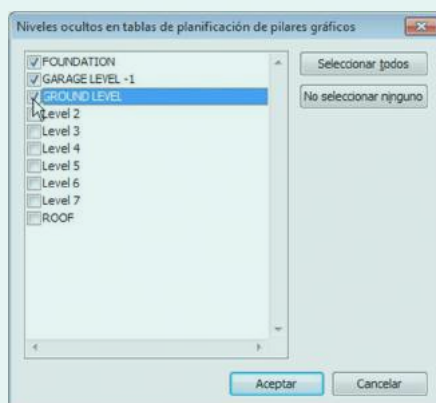 Niveles ocultos en tablas de planificación de pilares gráficos
FOUNDATION
GARAGE LEVEL -1
GROUND LEVEL
Level 2
Level 3
Level 4
Level 5
Level 6
Level 7
ROOF
Seleccionar todos
No seleccionar ninguno
Aceptar
Cancelar